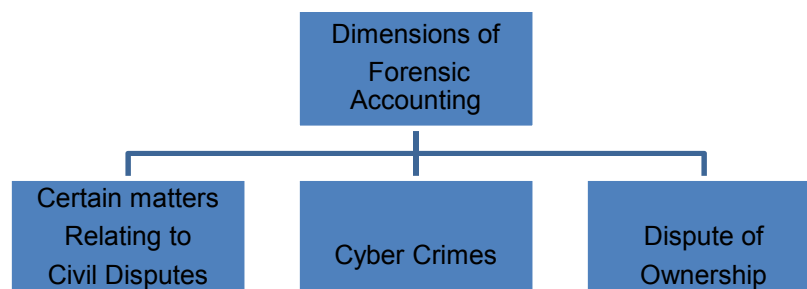 Dimensions of
Forensic
Accounting
Certain matters
Relating to
Civil Disputes
Cyber Crimes
Dispute of
Ownership